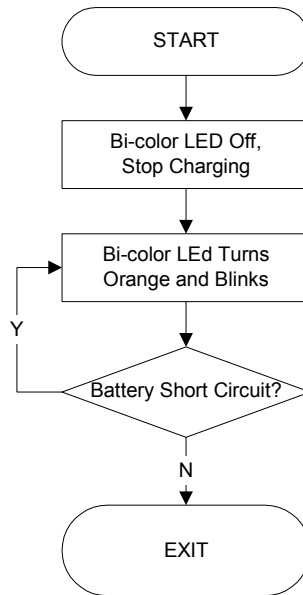 START
Bi-color LED Off,
Stop Charging
Bi-color LEd Turns
Orange and Blinks
Y
Battery Short Circuit?
N
EXIT